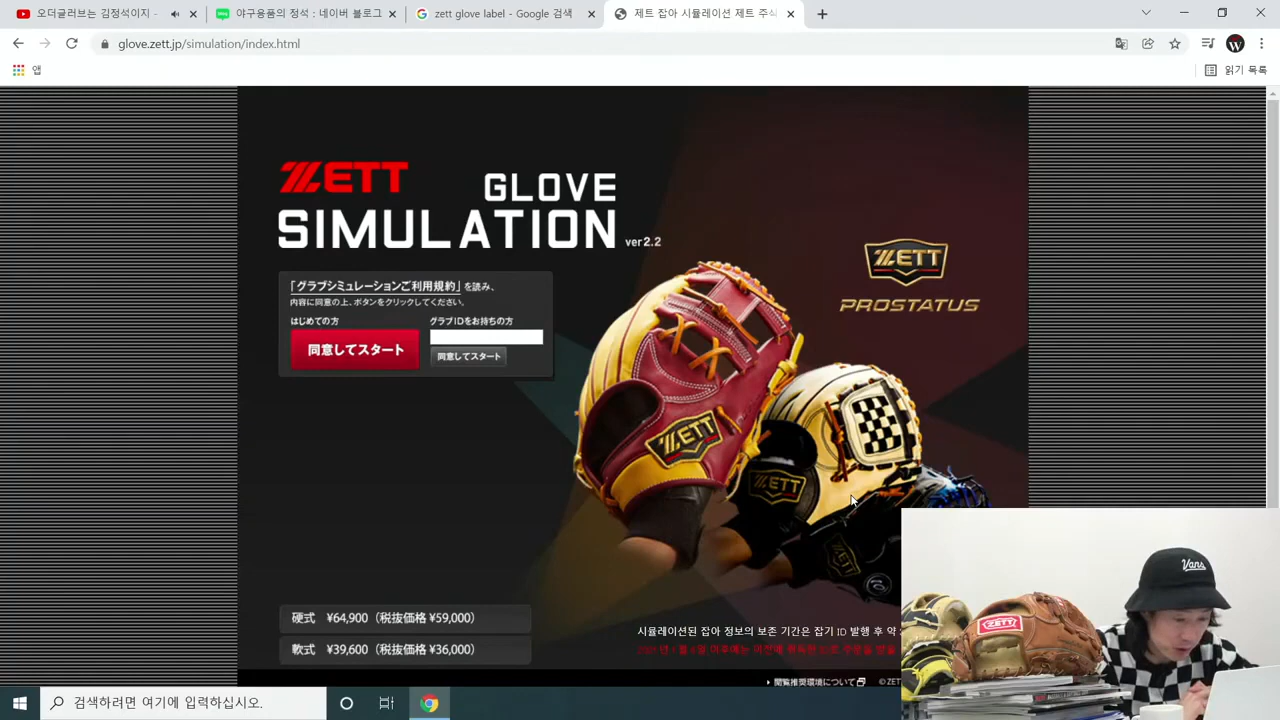 오더글러브는 김정석이지 -
야구용품의 정석 : 네이버 블로그
zett glove label - Google 검색
제트 잡아 시뮬레이션 제트 주식
glove.zett.jp/simulation/index.html
앱
읽기 목록
ZETT
GLOVE
SIMULATION ver2.2
ZETT
PROSTATUS
「グラブシミュレーションご利用規約」を読み、
内容に同意の上、ボタンをクリックしてください。
はじめての方
グラブIDをお持ちの方
同意してスタート
同意してスタート
ZETT
ZETT
硬式 ¥64,900(税抜価格 ¥59,000)
軟式 ¥39,600(税抜価格 ¥36,000)
시뮬레이션된 잡아 정보의 보존 기간은 잡기 ID 발행 후 약
閲覧推奨環境について
©ZET
Vans
ZETT
검색하려면 여기에 입력하십시오.